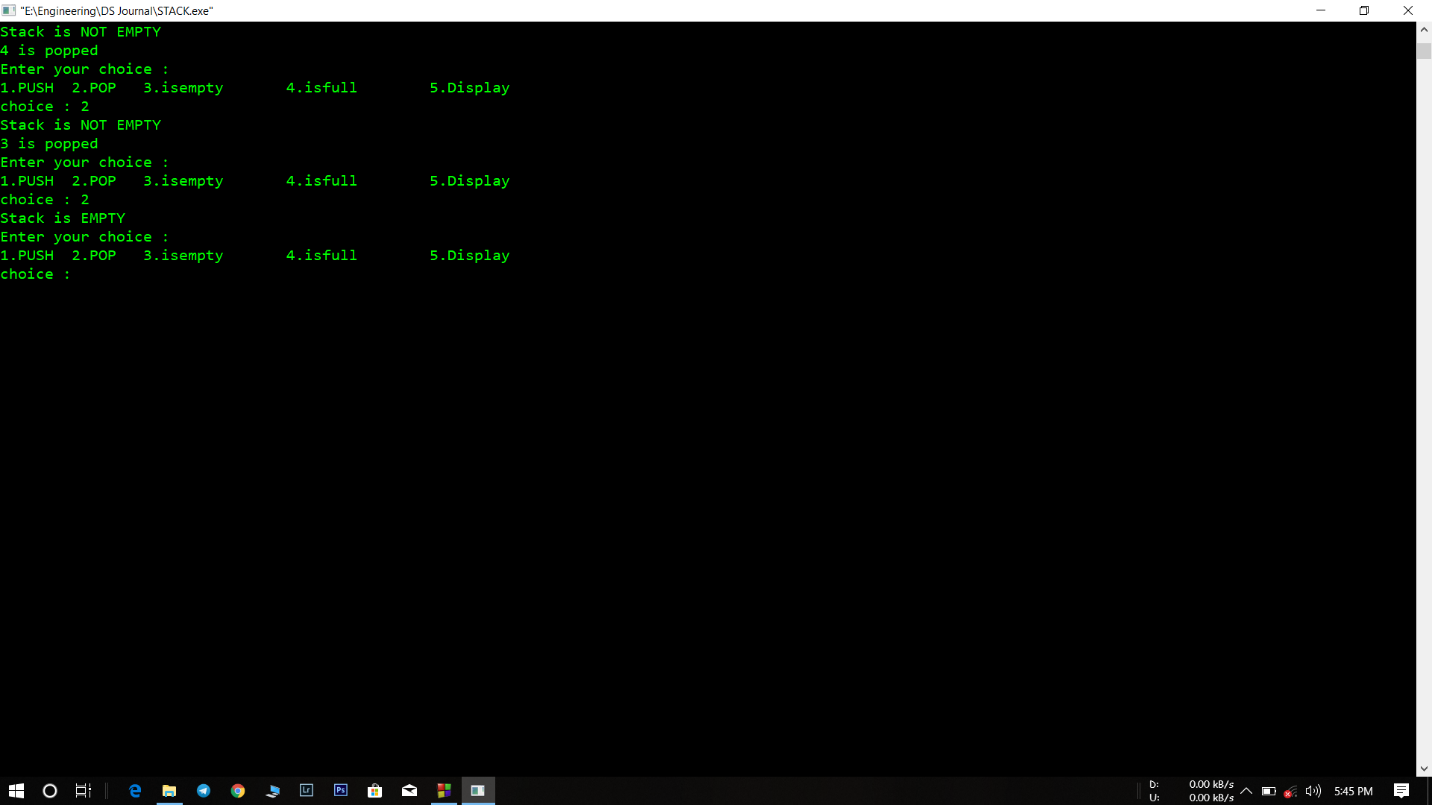 "E:\Engineering\DS Journal\STACK.exe"
Stack is NOT EMPTY
4 is popped
Enter your choice :
1.PUSH  2.POP   3.isempty       4.isfull        5.Display
choice : 2
Stack is NOT EMPTY
3 is popped
Enter your choice :
1.PUSH  2.POP   3.isempty       4.isfull        5.Display
choice : 2
Stack is EMPTY
Enter your choice :
1.PUSH  2.POP   3.isempty       4.isfull        5.Display
choice :
Lr Ps D: 0.00 kB/s 5:45 PM
U: 0.00 kB/s